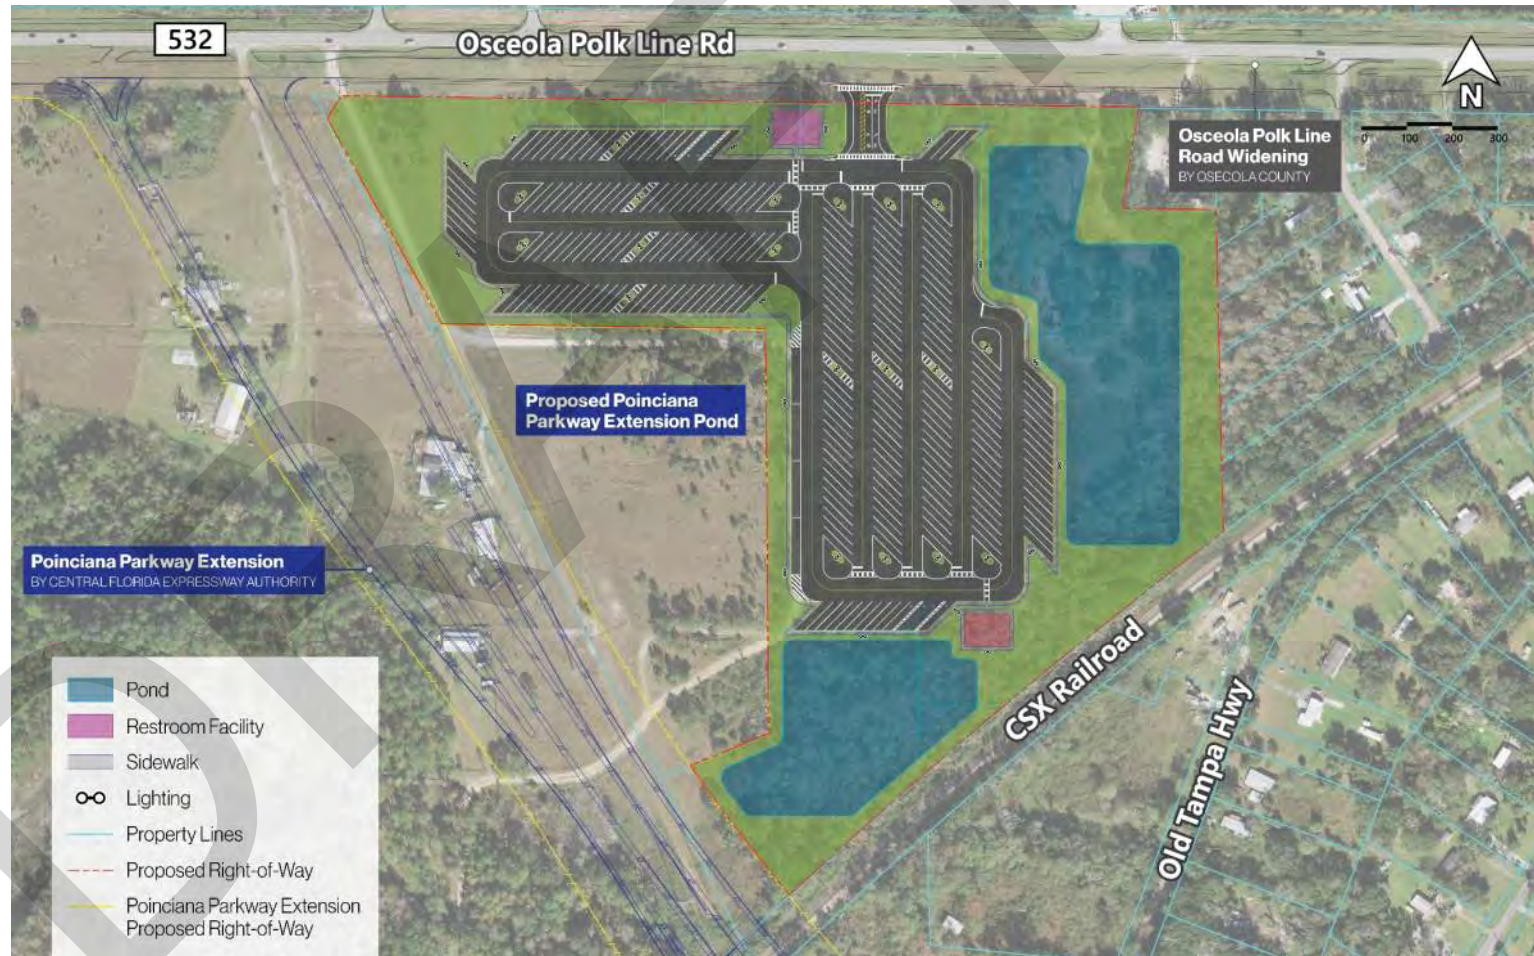 532
Osceola Polk Line Rd
N
0 100 200 300
Osceola Polk Line
Road Widening
BY OSECOLA COUNTY
Proposed Poinciana
Parkway Extension Pond
Poinciana Parkway Extension
BY CENTRAL FLORIDA EXPRESSWAY AUTHORITY
CSX Railroad
Old Tampa Hwy
Pond
Restroom Facility
Sidewalk
Lighting
Property Lines
Proposed Right-of-Way
Poinciana Parkway Extension
Proposed Right-of-Way
DRAFT